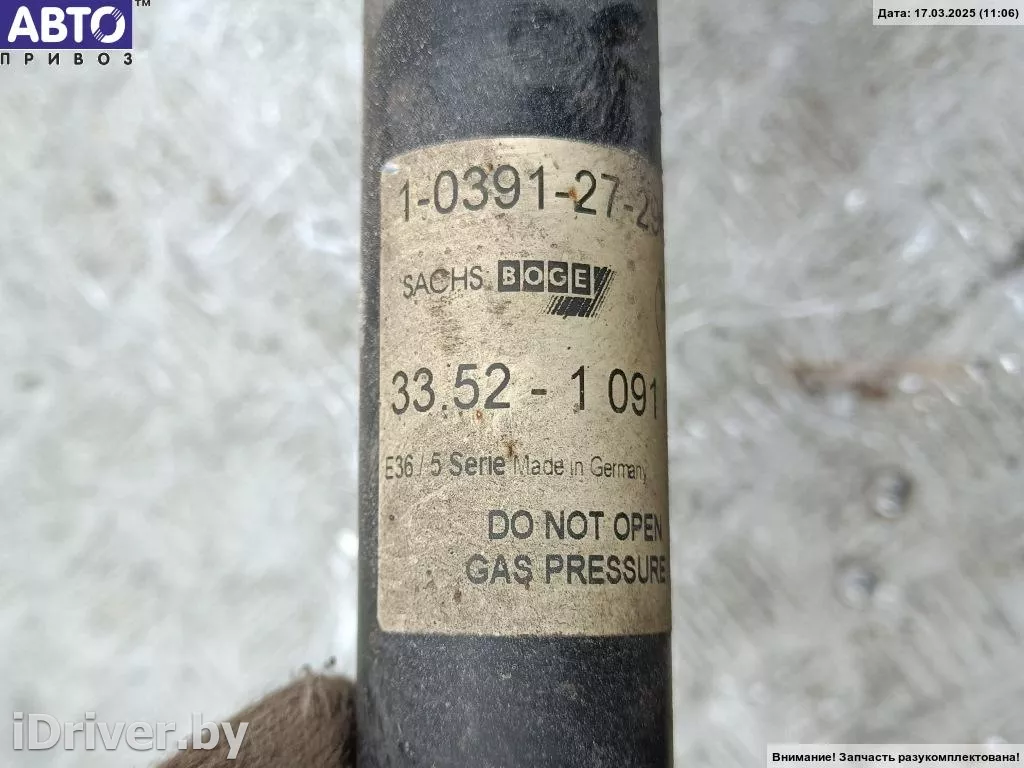 АВТО™
ПРИВОЗ
Дата: 17.03.2025 (11:06)
1-0391-27-2
SACHS BOGE
33.52 - 1 091
E36 / 5 Serie Made in Germany
DO NOT OPEN
GAS PRESSURE
iDriver.by
Внимание! Запчасть разукомплектована!